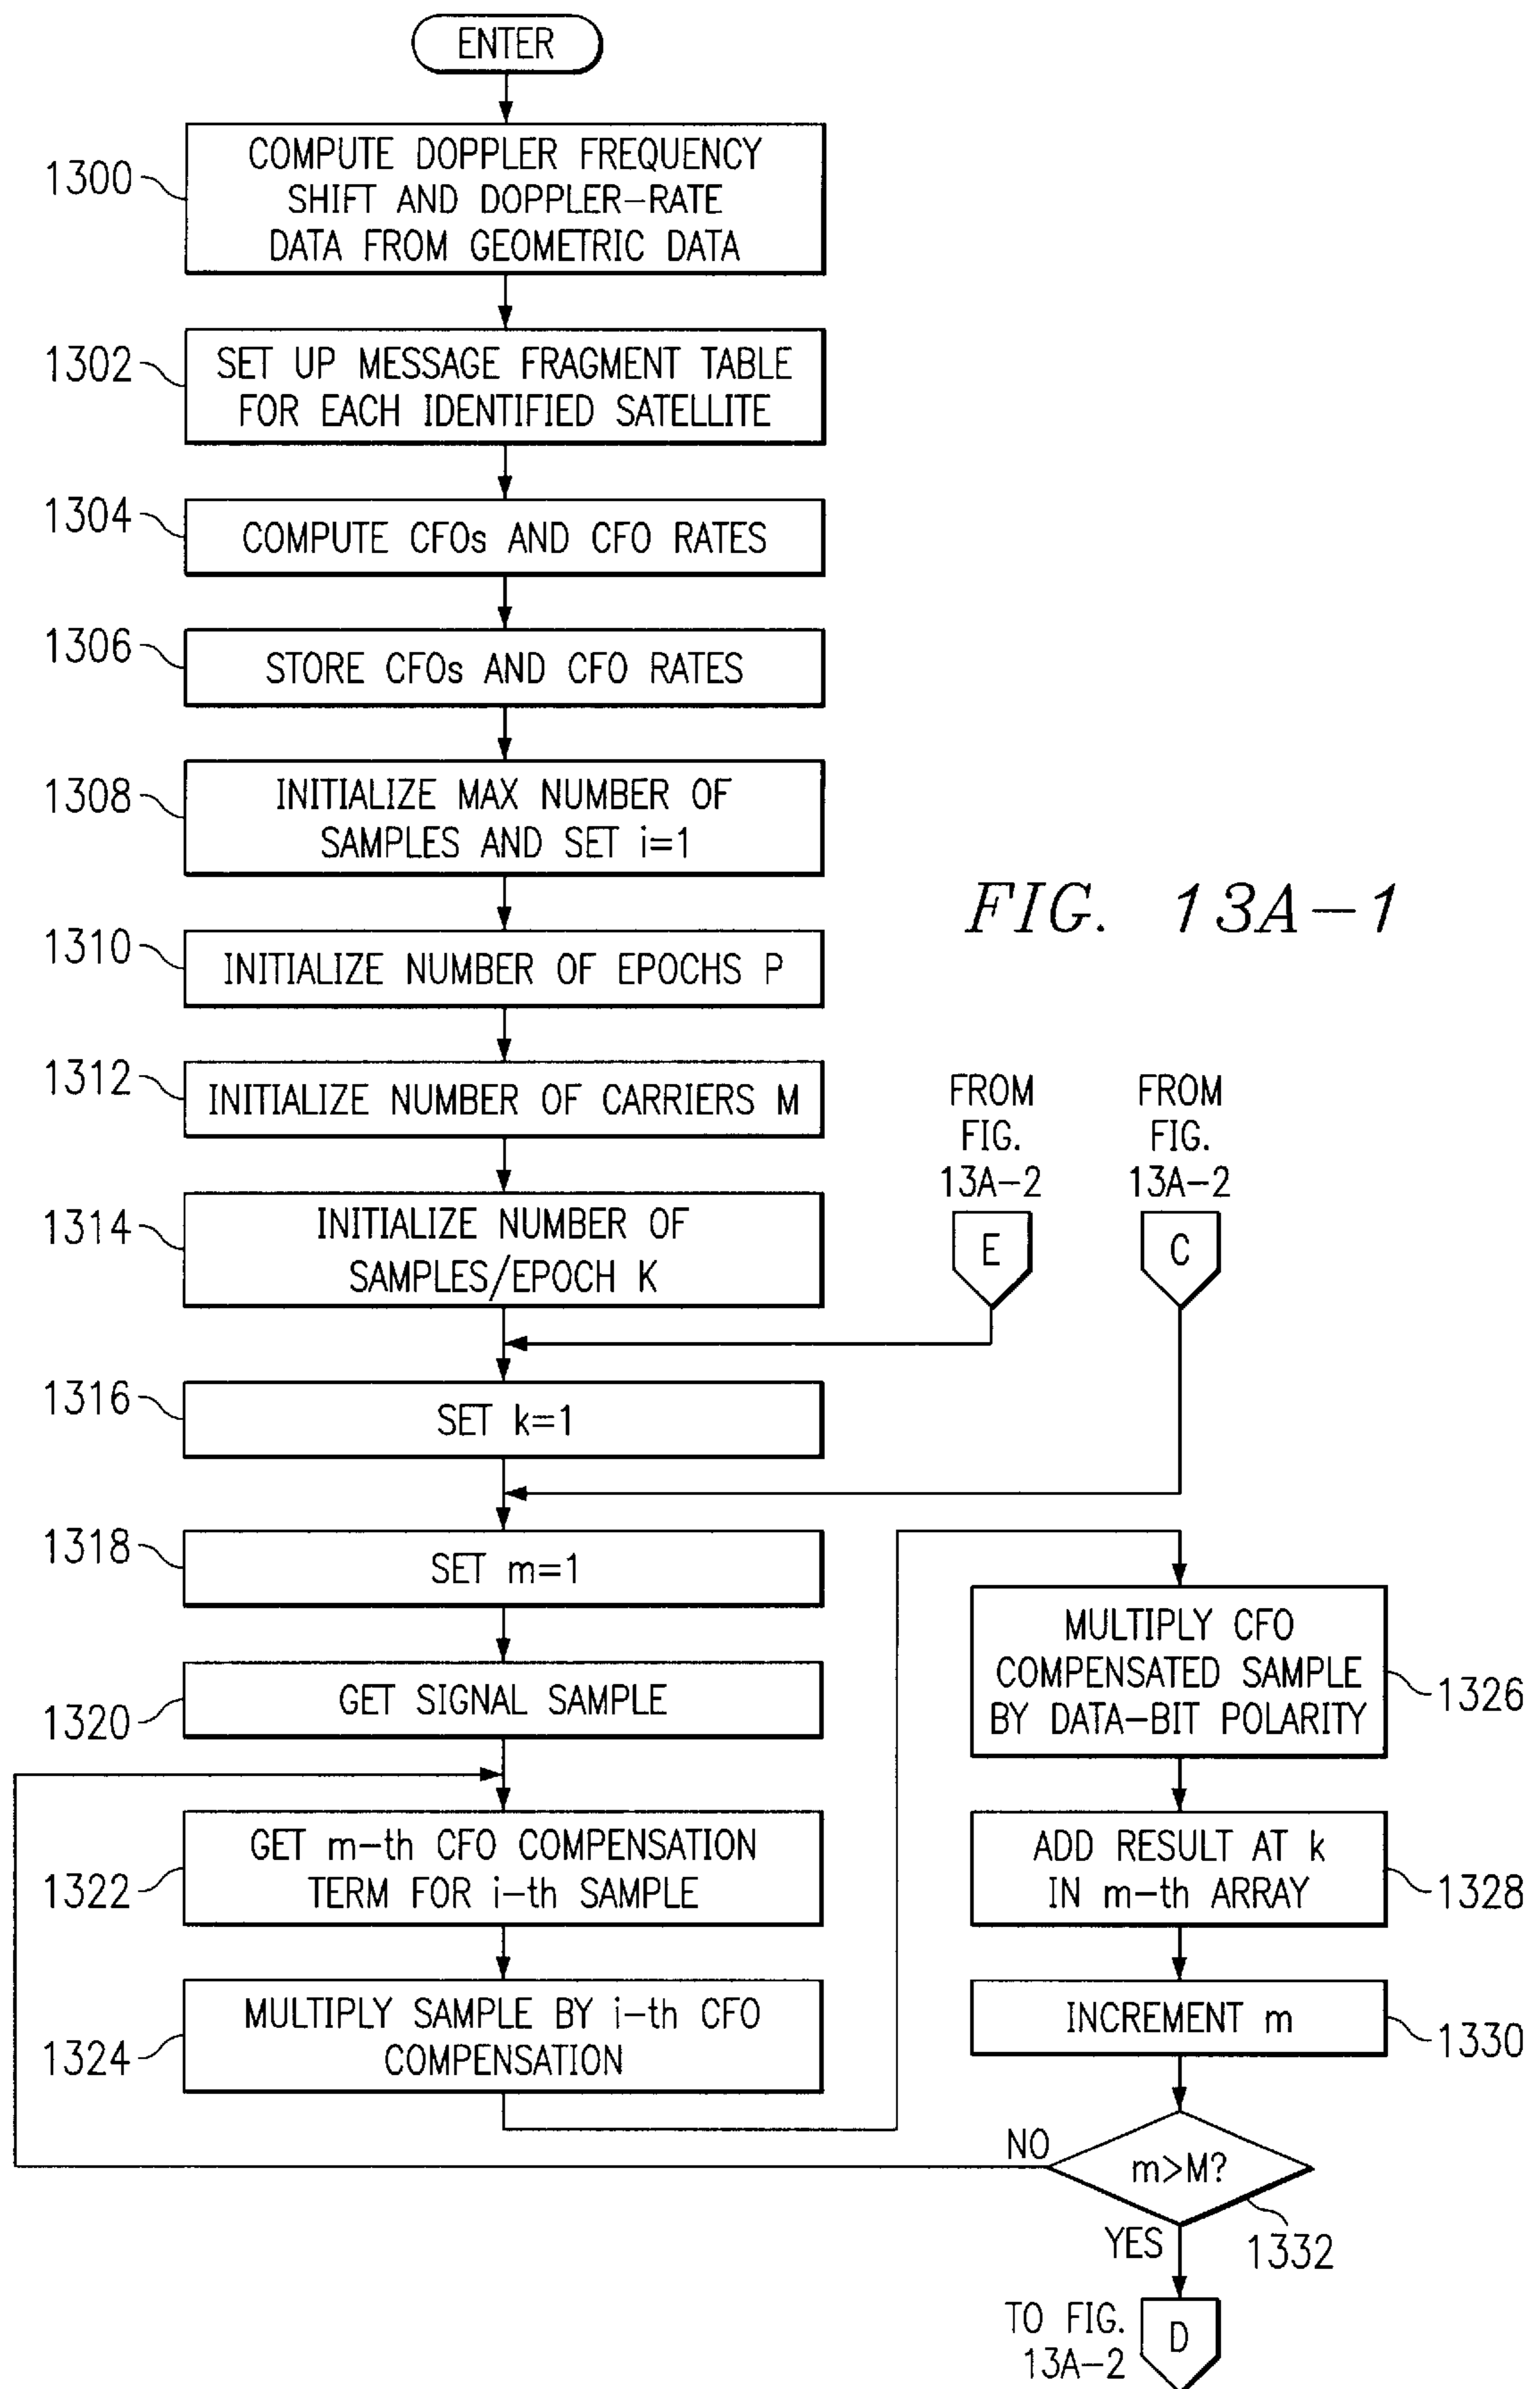 ENTER
1300
COMPUTE DOPPLER FREQUENCY
SHIFT AND DOPPLER-RATE
DATA FROM GEOMETRIC DATA
1302
SET UP MESSAGE FRAGMENT TABLE
FOR EACH IDENTIFIED SATELLITE
1304
COMPUTE CFOs AND CFO RATES
1306
STORE CFOs AND CFO RATES
1308
INITIALIZE MAX NUMBER OF
SAMPLES AND SET i=1
FIG. 13A-1
1310
INITIALIZE NUMBER OF EPOCHS P
1312
INITIALIZE NUMBER OF CARRIERS M
1314
INITIALIZE NUMBER OF
SAMPLES/EPOCH K
FROM
FIG.
13A-2
E
FROM
FIG.
13A-2
C
1316
SET k=1
1318
SET m=1
1320
GET SIGNAL SAMPLE
1322
GET m-th CFO COMPENSATION
TERM FOR i-th SAMPLE
1324
MULTIPLY SAMPLE BY i-th CFO
COMPENSATION
MULTIPLY CFO
COMPENSATED SAMPLE
BY DATA-BIT POLARITY
1326
ADD RESULT AT k
IN m-th ARRAY
1328
INCREMENT m
1330
NO
m>M?
1332
YES
TO FIG.
13A-2
D